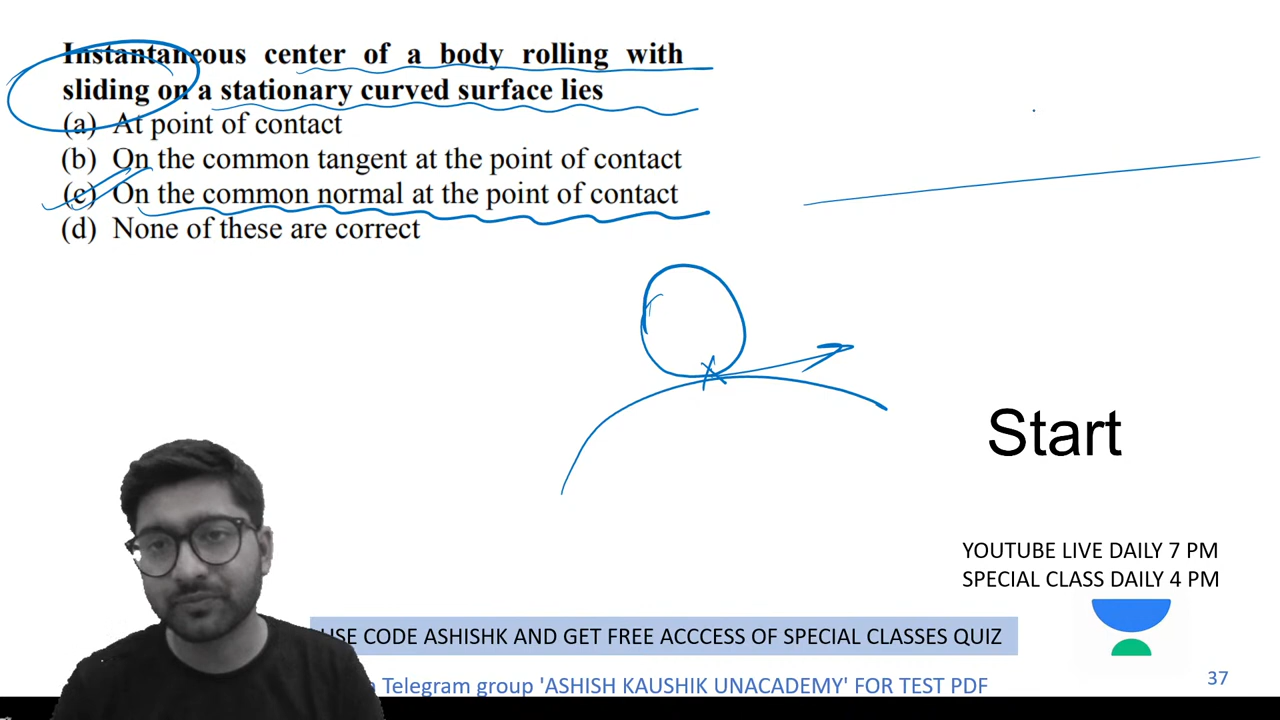 Instantaneous center of a body rolling with
sliding on a stationary curved surface lies
(a) At point of contact
(b) On the common tangent at the point of contact
(c) On the common normal at the point of contact
(d) None of these are correct
Start
YOUTUBE LIVE DAILY 7 PM
SPECIAL CLASS DAILY 4 PM
USE CODE ASHISHK AND GET FREE ACCCESS OF SPECIAL CLASSES QUIZ
Telegram group 'ASHISH KAUSHIK UNACADEMY' FOR TEST PDF
37